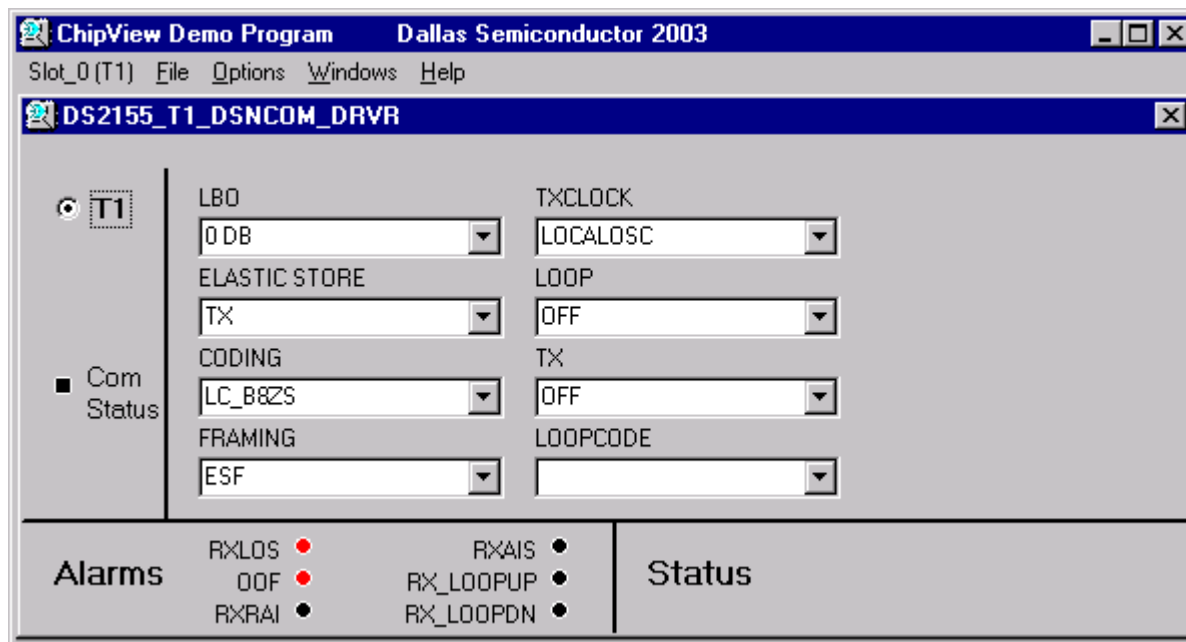 ChipView Demo Program Dallas Semiconductor 2003
Slot_0 (T1) File Options Windows Help
DS2155_T1_DSNCOM_DRVR
T1
LBO TXCLOCK
0 DB LOCALOSC
ELASTIC STORE LOOP
TX OFF
CODING TX
LC_B8ZS OFF
FRAMING LOOPCODE
ESF
Com
Status
Alarms
RXLOS RXAIS
OOF RX_LOOPUP
RXRAI RX_LOOPDN
Status